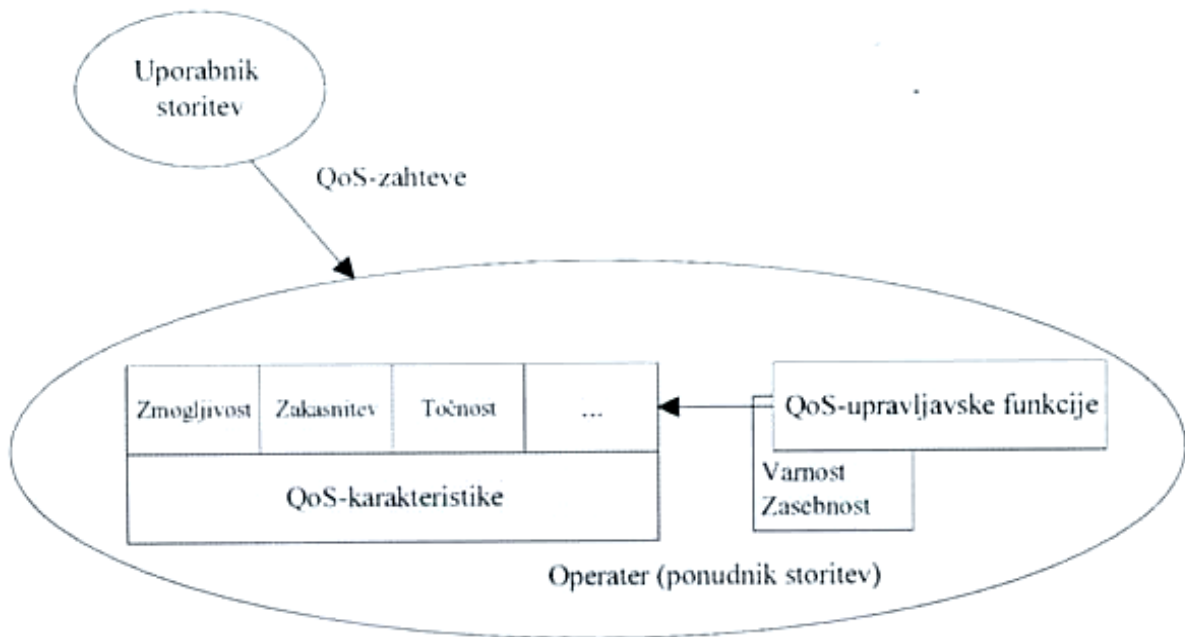 Uporabnik
storitev
QoS-zahteve
Zmogljivost
Zakasnitev
Točnost
...
QoS-upravljavske funkcije
Varnost
Zasebnost
QoS-karakteristike
Operater (ponudnik storitev)